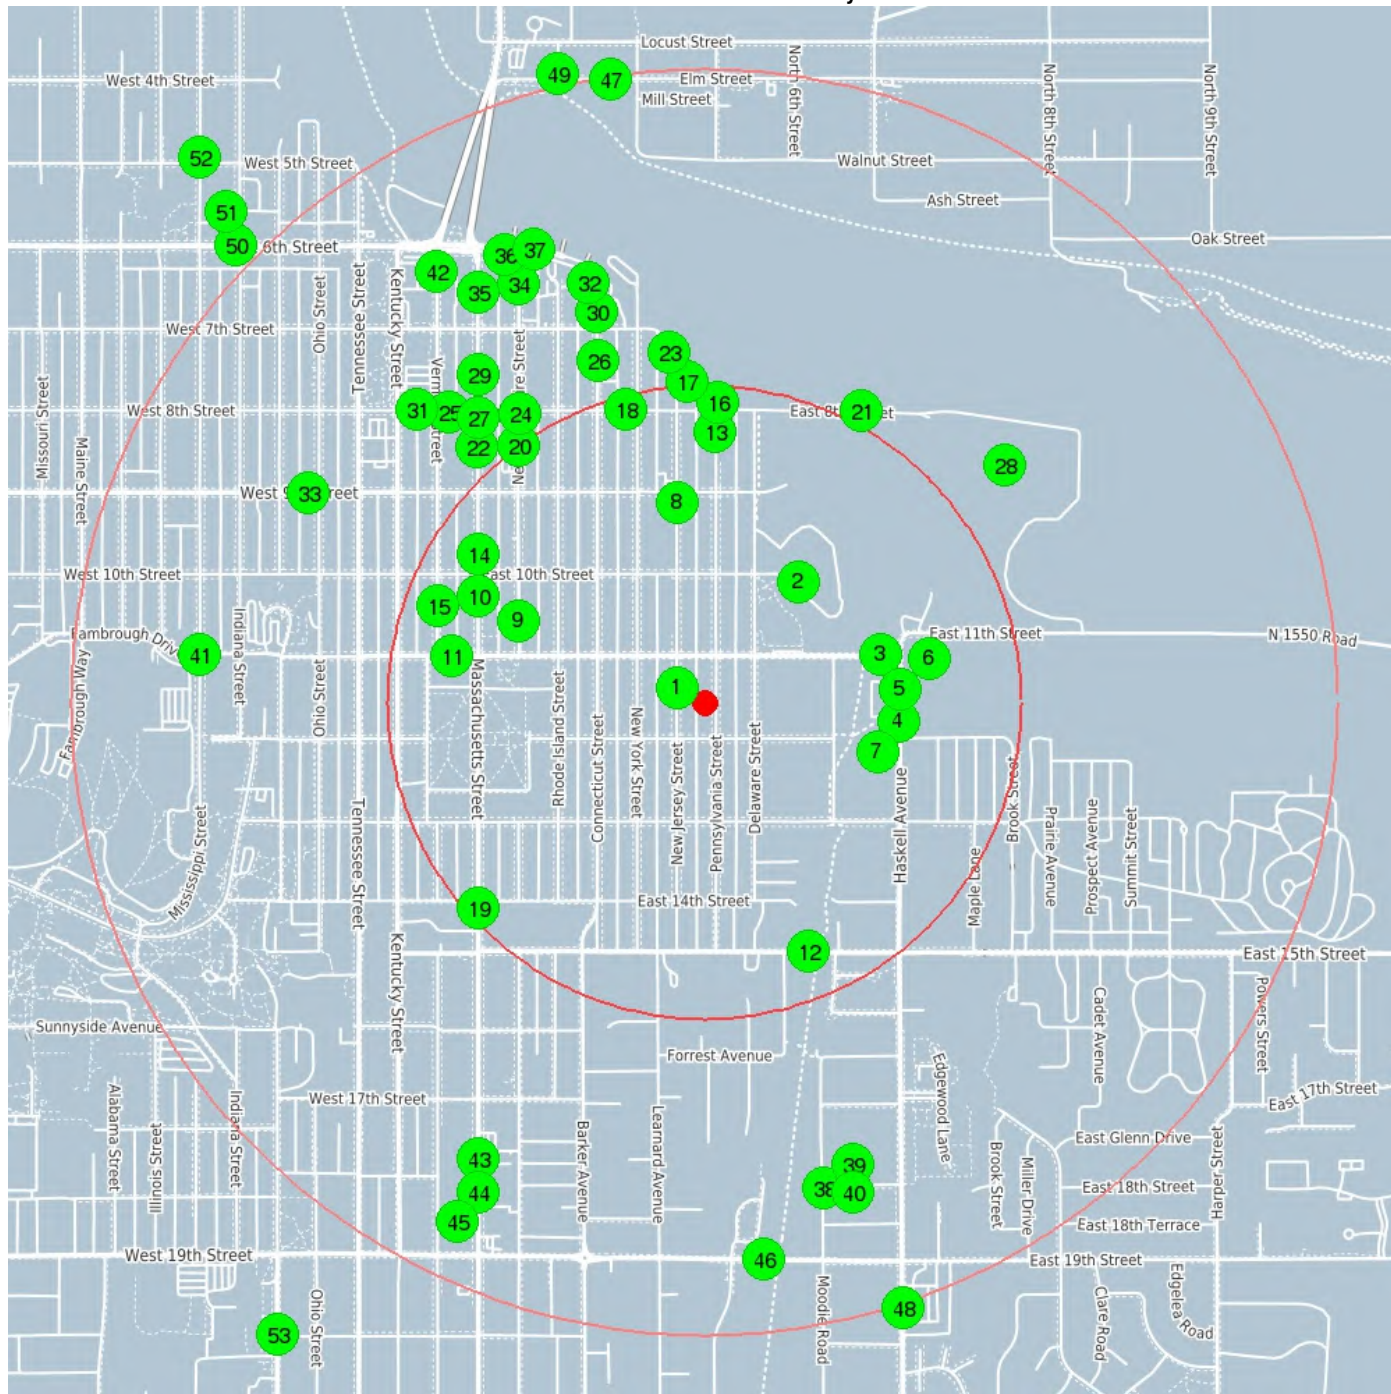 Locust Street
West 4th Street
49
47
Elm Street
North 6th Street
North 8th Street
North 9th Street
Mill Street
52
West 5th Street
Walnut Street
51
Ash Street
50
6th Street
36
37
Oak Street
42
35
34
32
30
Tennessee Street
Kentucky Street
Ohio Street
West 7th Street
23
26
29
17
Missouri Street
West 8th Street
31
25
27
24
18
16
East 8th Street
21
Maine Street
22
20
13
28
West 9th Street
33
8
14
West 10th Street
East 10th Street
2
15
10
9
Fambrough Drive
Indiana Street
41
11
3
6
East 11th Street
N 1550 Road
1
5
Fambrough Way
Ohio Street
Massachusetts Street
Rhode Island Street
Connecticut Street
New York Street
New Jersey Street
Pennsylvania Street
Delaware Street
4
7
Haskell Avenue
Brook Street
Prairie Avenue
Prospect Avenue
Summit Street
Maple Lane
Mississippi Street
Tennessee Street
19
East 14th Street
12
East 15th Street
Kentucky Street
Sunnyside Avenue
Forrest Avenue
Cadet Avenue
Powers Street
Edgewood Lane
East 17th Street
West 17th Street
Alabama Street
Illinois Street
Indiana Street
Barker Avenue
Learnard Avenue
43
39
East Glenn Drive
Brook Street
Miller Drive
Harper Street
44
38
40
East 18th Street
45
East 18th Terrace
West 19th Street
46
East 19th Street
Moodie Road
48
Clare Road
Edgelea Road
53
Ohio Street